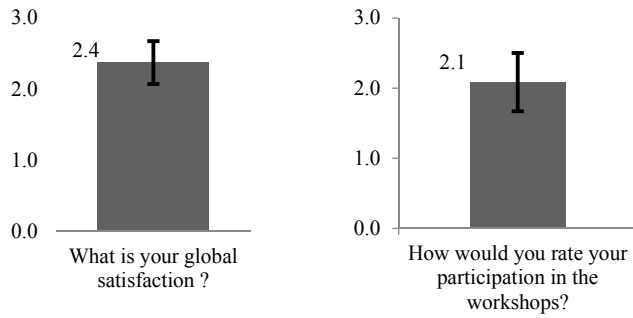 3.0
2.4
2.0
1.0
0.0
What is your global
satisfaction ?
3.0
2.1
2.0
1.0
0.0
How would you rate your
participation in the
workshops?